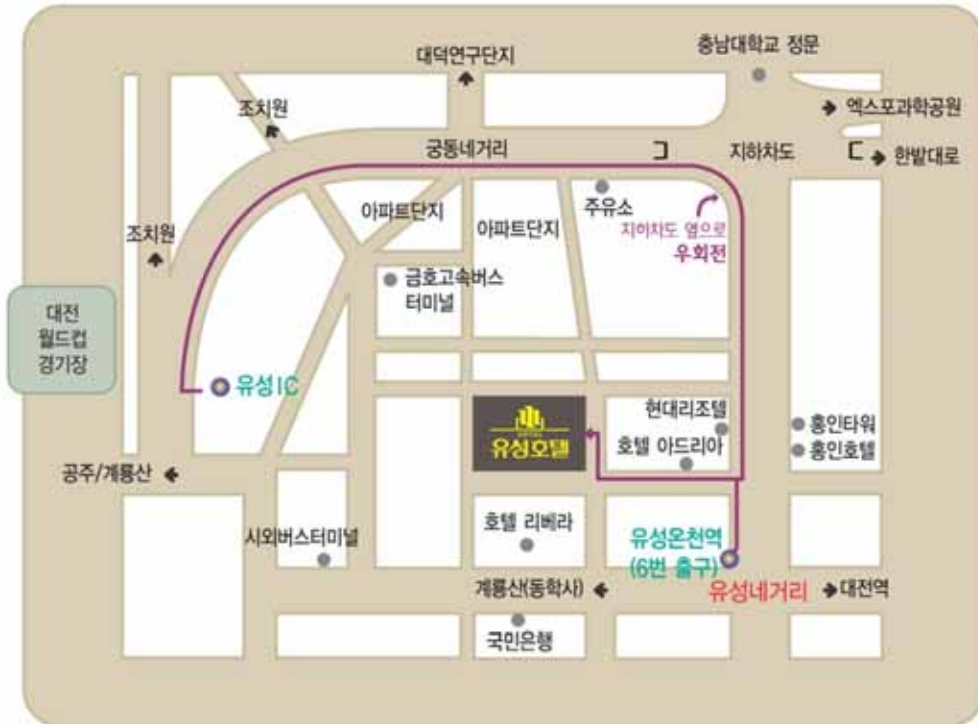 충남대학교 정문
대덕연구단지
조치원
엑스포과학공원
궁동네거리
지하차도
한밭대로
주유소
아파트단지
아파트단지
지하차도 옆으로
우회전
조치원
금호고속버스
터미널
대전
월드컵
경기장
유성IC
현대리조텔
유성호텔
호텔 아드리아
홍인타워
홍인호텔
공주/계룡산
호텔 리베라
시외버스터미널
유성온천역
(6번 출구)
계룡산(동학사)
유성네거리
대전역
국민은행